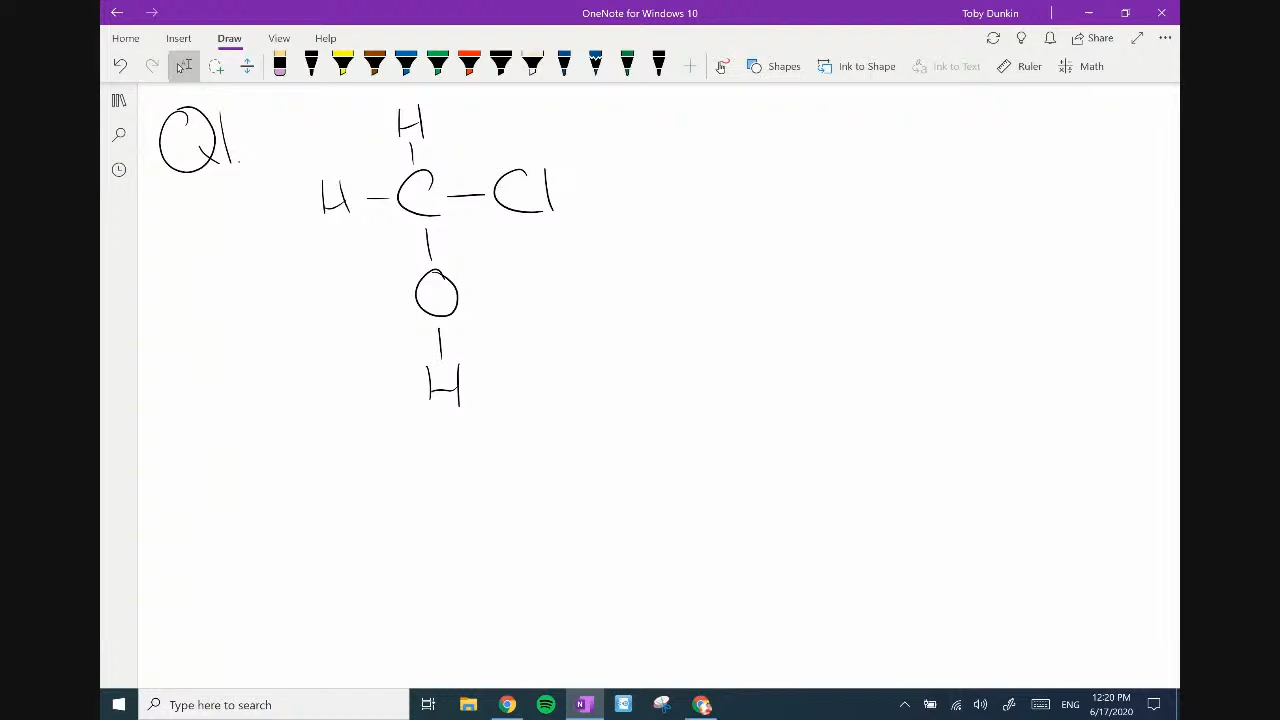 OneNote for Windows 10
Toby Dunkin
Home Insert Draw View Help
Share
Shapes Ink to Shape Ink to Text Ruler Math
Q1.
H
H - C - Cl
O
H
Type here to search
ENG
12:20 PM
6/17/2020